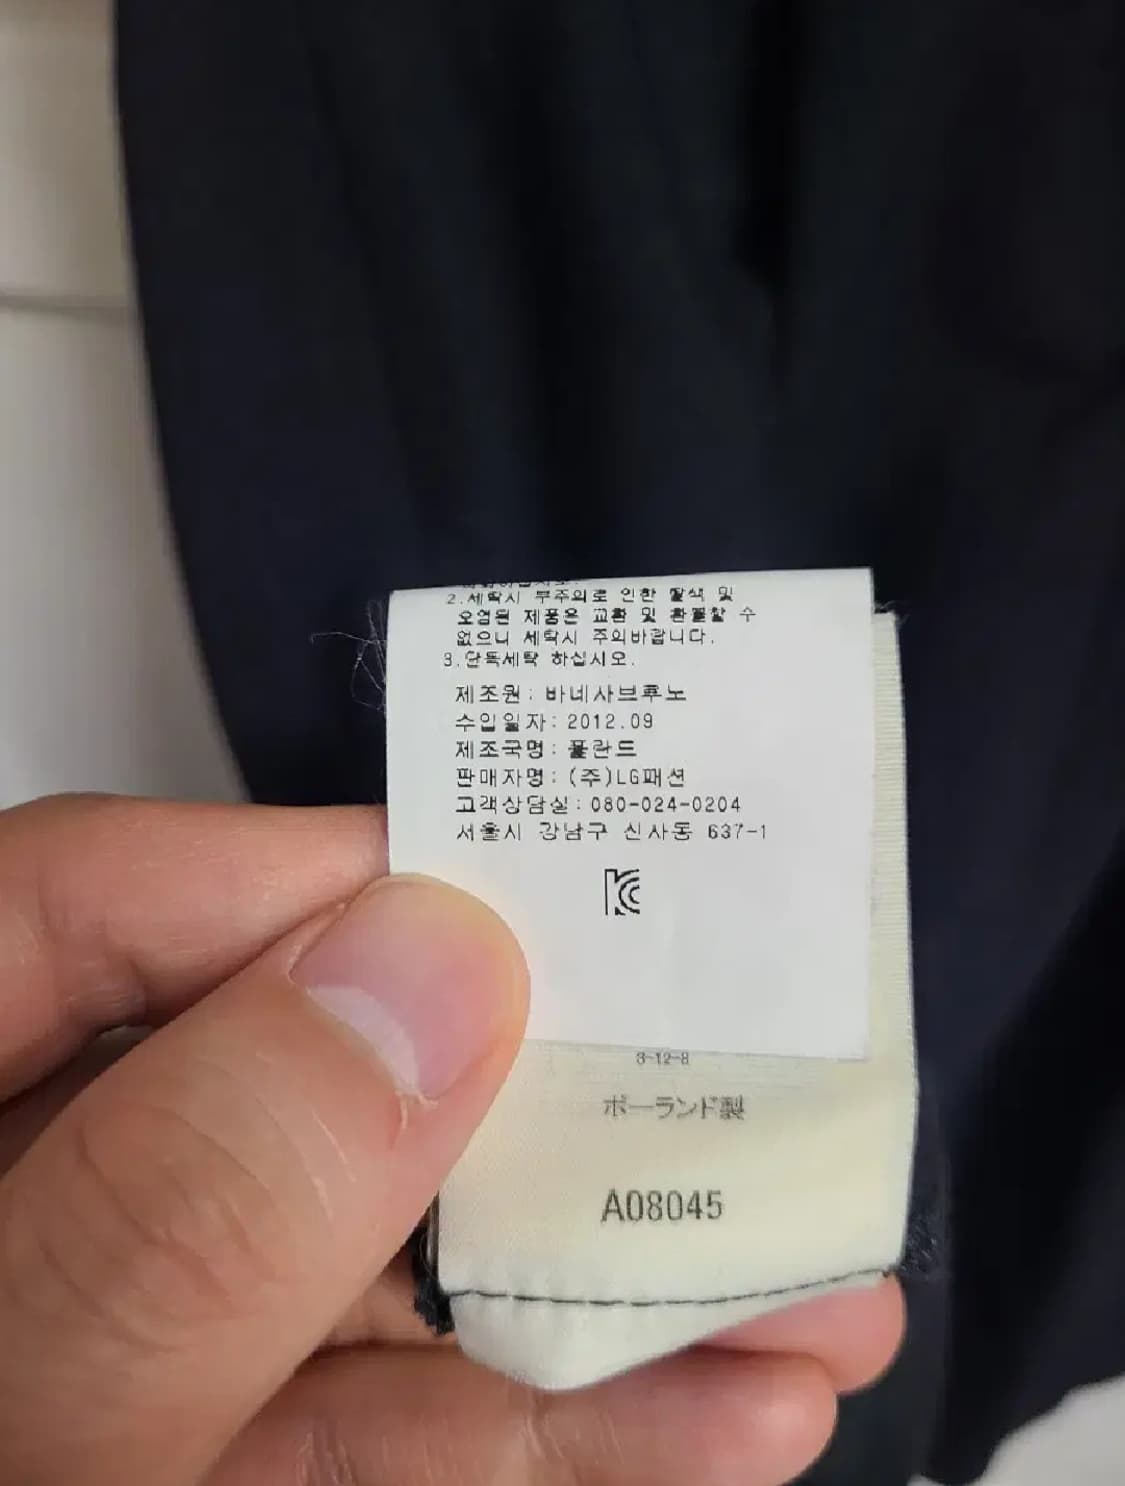 2.세탁시 부주의로 인한 탈색 및
오염된 제품은 교환 및 환불할 수
없으니 세탁시 주의바랍니다.
3.단독세탁 하십시오.
제조원: 바네사브루노
수입일자: 2012.09
제조국명: 폴란드
판매자명: (주)LG패션
고객상담실: 080-024-0204
서울시 강남구 신사동 637-1
KC
3-12-8
ポーランド製
A08045